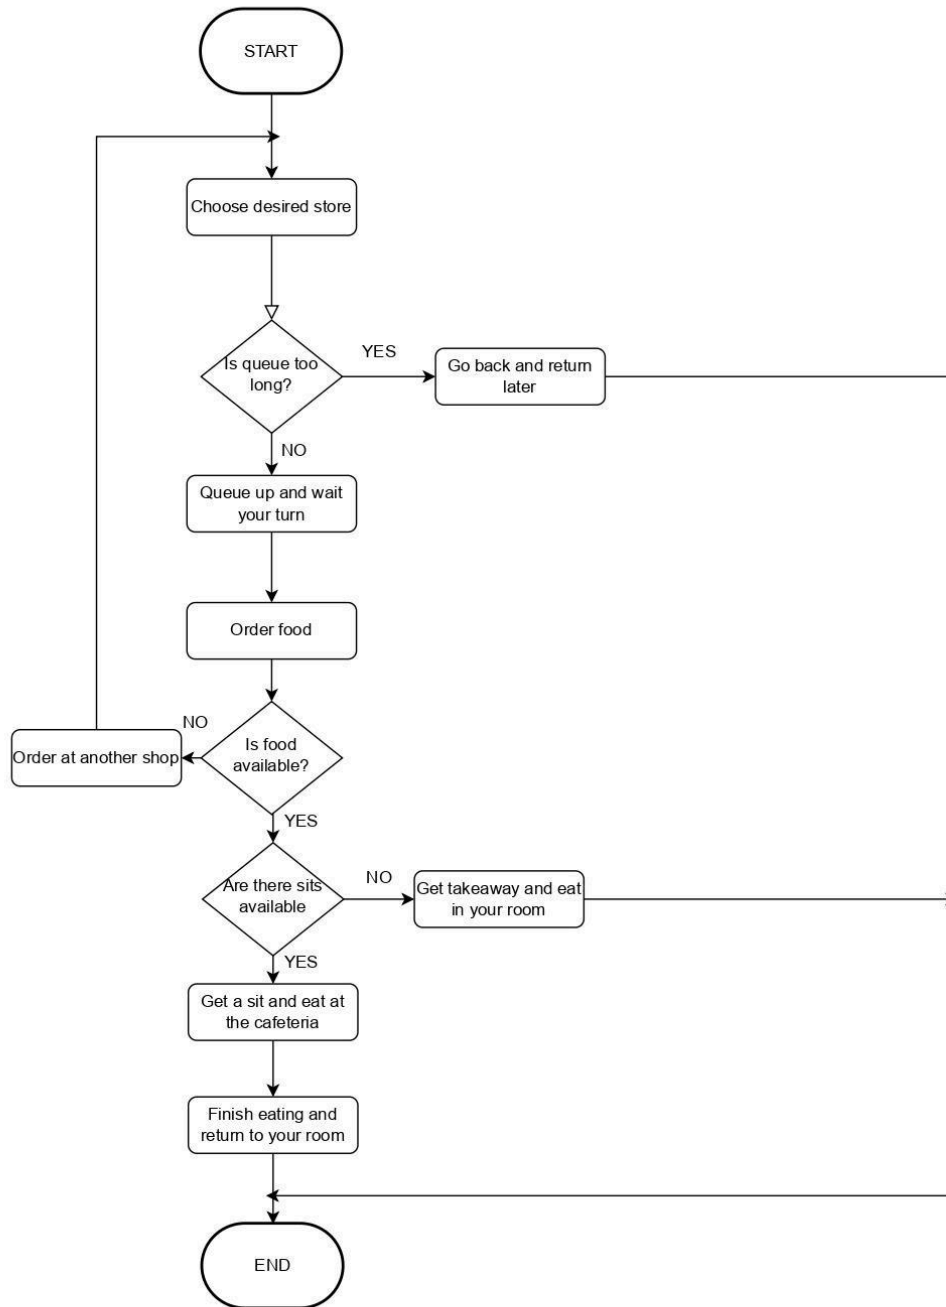 START
Choose desired store
Is queue too
long?
YES
Go back and return
later
NO
Queue up and wait
your turn
Order food
Is food
available?
NO
Order at another shop
YES
Are there sits
available
NO
Get takeaway and eat
in your room
YES
Get a sit and eat at
the cafeteria
Finish eating and
return to your room
END